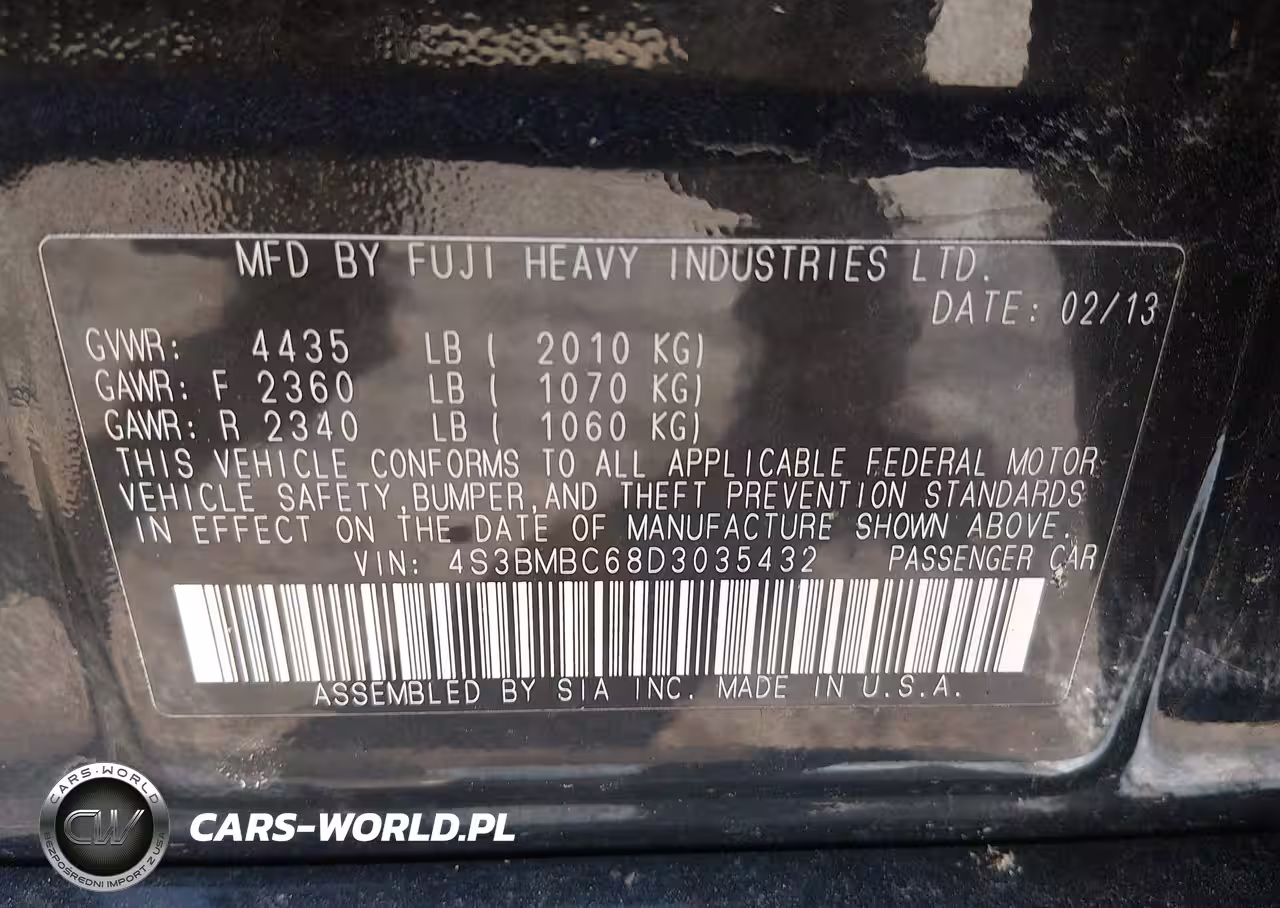 MFD BY FUJI HEAVY INDUSTRIES LTD.
DATE: 02/13
GVWR: 4435 LB ( 2010 KG)
GAWR: F 2360 LB ( 1070 KG)
GAWR: R 2340 LB ( 1060 KG)
THIS VEHICLE CONFORMS TO ALL APPLICABLE FEDERAL MOTOR
VEHICLE SAFETY,BUMPER,AND THEFT PREVENTION STANDARDS
IN EFFECT ON THE DATE OF MANUFACTURE SHOWN ABOVE.
VIN: 4S3BMBC68D3035432 PASSENGER CAR
ASSEMBLED BY SIA INC. MADE IN U.S.A.
CARS-WORLD
CW
BEZPOŚREDNI IMPORT Z USA
CARS-WORLD.PL